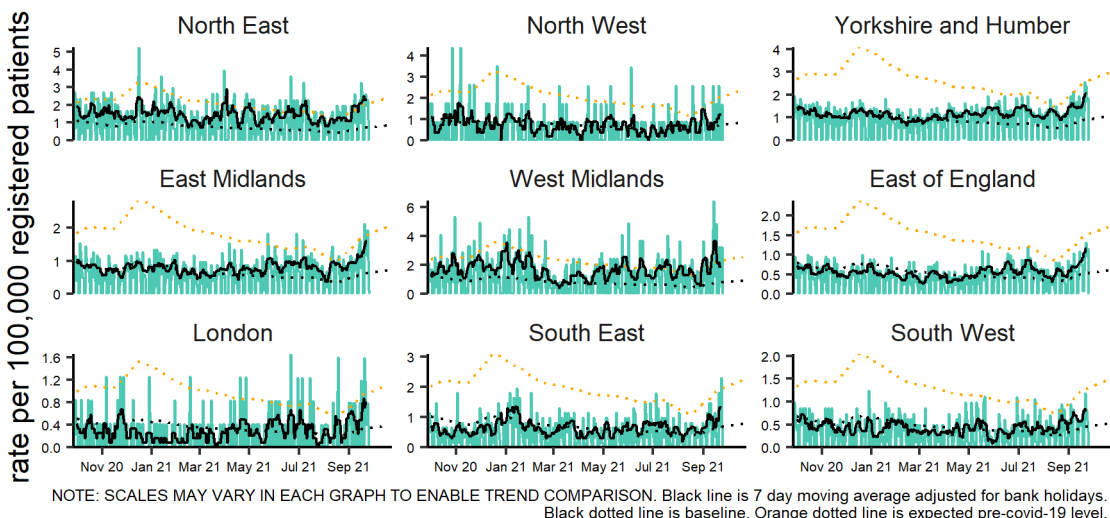 rate per 100,000 registered patients
North East
5
4
3
2
1
0
North West
4
3
2
1
0
Yorkshire and Humber
4
3
2
1
0
East Midlands
2
1
0
West Midlands
6
4
2
0
East of England
2.0
1.5
1.0
0.5
0.0
London
1.6
1.2
0.8
0.4
0.0
South East
3
2
1
0
South West
2.0
1.5
1.0
0.5
0.0
Nov 20 Jan 21 Mar 21 May 21 Jul 21 Sep 21
Nov 20 Jan 21 Mar 21 May 21 Jul 21 Sep 21
Nov 20 Jan 21 Mar 21 May 21 Jul 21 Sep 21
NOTE: SCALES MAY VARY IN EACH GRAPH TO ENABLE TREND COMPARISON. Black line is 7 day moving average adjusted for bank holidays.
Black dotted line is baseline. Orange dotted line is expected pre-covid-19 level.